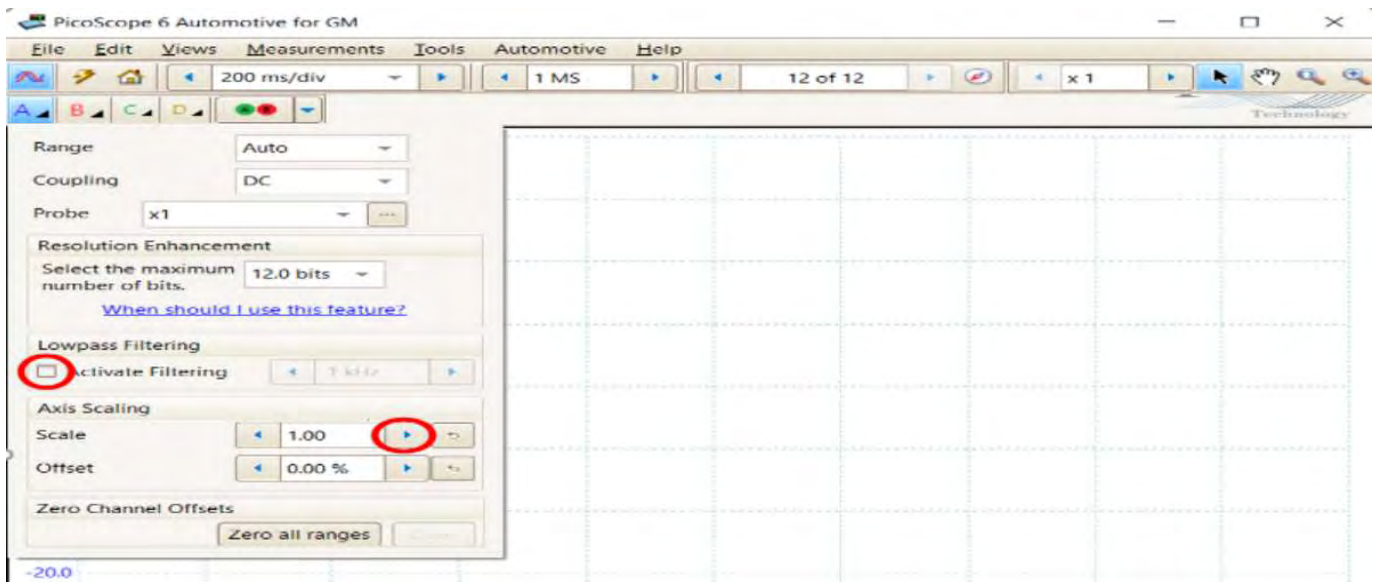 PicoScope 6 Automotive for GM
File Edit Views Measurements Tools Automotive Help
200 ms/div 1 MS 12 of 12 x 1
A B C D
Technology
Range Auto
Coupling DC
Probe x1 ...
Resolution Enhancement
Select the maximum 12.0 bits
number of bits.
When should I use this feature?
Lowpass Filtering
Activate Filtering 1 kHz
Axis Scaling
Scale 1.00
Offset 0.00 %
Zero Channel Offsets
Zero all ranges
-20.0